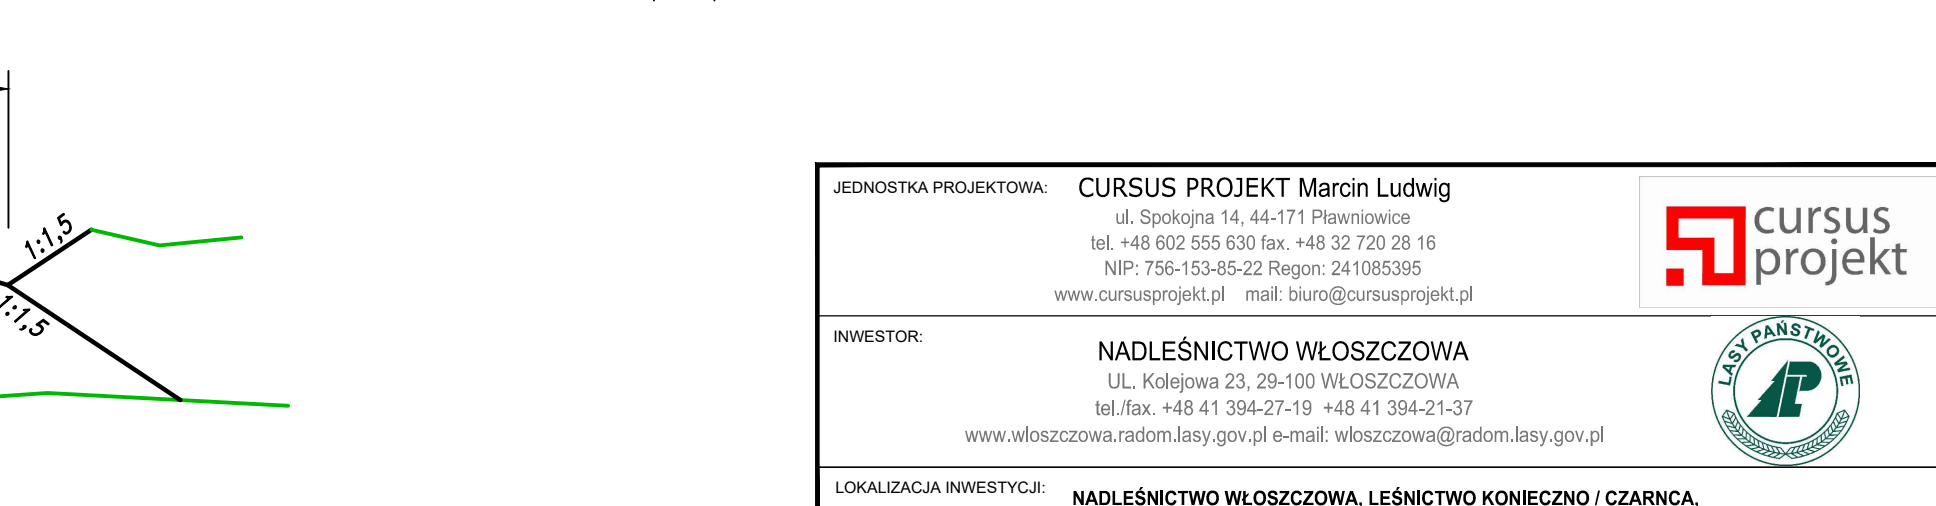 1:1,5
1:1,5
JEDNOSTKA PROJEKTOWA:
CURSUS PROJEKT Marcin Ludwig
ul. Spokojna 14, 44-171 Pławniowice
tel. +48 602 555 630 fax. +48 32 720 28 16
NIP: 756-153-85-22 Regon: 241085395
www.cursusprojekt.pl mail: biuro@cursusprojekt.pl
cursus
projekt
INWESTOR:
NADLEŚNICTWO WŁOSZCZOWA
UL. Kolejowa 23, 29-100 WŁOSZCZOWA
tel./fax. +48 41 394-27-19 +48 41 394-21-37
www.wloszczowa.radom.lasy.gov.pl e-mail: wloszczowa@radom.lasy.gov.pl
LASY PAŃSTWOWE
LOKALIZACJA INWESTYCJI:
NADLEŚNICTWO WŁOSZCZOWA, LEŚNICTWO KONIECZNO / CZARNCA,